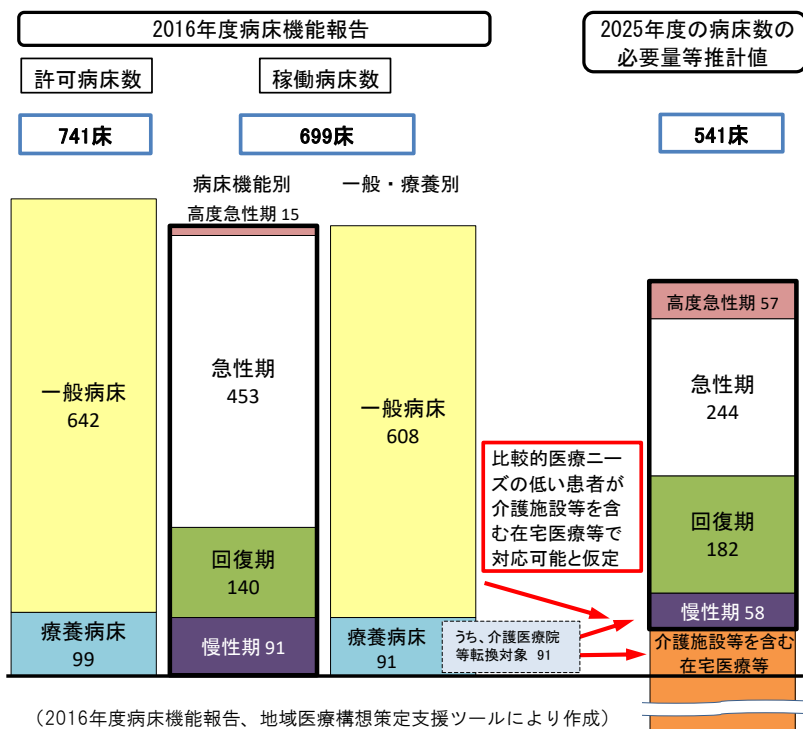 2016年度病床機能報告
2025年度の病床数の
必要量等推計値
許可病床数
稼働病床数
741床
699床
541床
病床機能別
一般・療養別
高度急性期 15
高度急性期 57
一般病床
642
急性期
453
一般病床
608
急性期
244
比較的医療ニー
ズの低い患者が
介護施設等を含
む在宅医療等で
対応可能と仮定
回復期
140
回復期
182
慢性期 58
療養病床
99
慢性期 91
療養病床
91
うち、介護医療院
等転換対象 91
介護施設等を含む
在宅医療等
（2016年度病床機能報告、地域医療構想策定支援ツールにより作成）